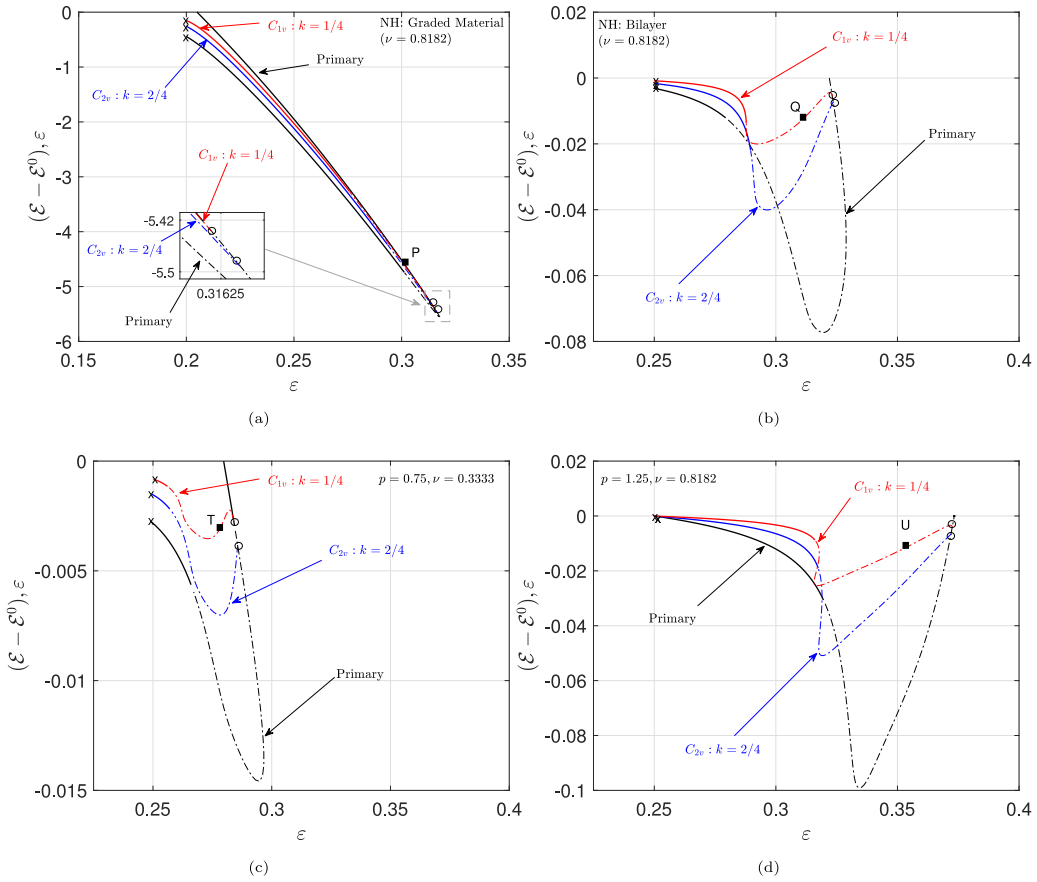 NH: Graded Material
(ν = 0.8182)
C1v : k = 1/4
Primary
C2v : k = 2/4
C1v : k = 1/4
-5.42
C2v : k = 2/4
-5.5
0.31625
Primary
P
0
-1
-2
-3
-4
-5
-6
0.15
0.2
0.25
0.3
0.35
(ℰ − ℰ⁰),ε
ε
(a)
NH: Bilayer
(ν = 0.8182)
C1v : k = 1/4
Q
Primary
C2v : k = 2/4
0.02
0
-0.02
-0.04
-0.06
-0.08
0.25
0.3
0.35
0.4
(ℰ − ℰ⁰),ε
ε
(b)
p = 0.75, ν = 0.3333
C1v : k = 1/4
T
C2v : k = 2/4
Primary
0
-0.005
-0.01
-0.015
0.25
0.3
0.35
0.4
(ℰ − ℰ⁰),ε
ε
(c)
p = 1.25, ν = 0.8182
C1v : k = 1/4
U
Primary
C2v : k = 2/4
0.02
0
-0.02
-0.04
-0.06
-0.08
-0.1
0.25
0.3
0.35
0.4
(ℰ − ℰ⁰),ε
ε
(d)